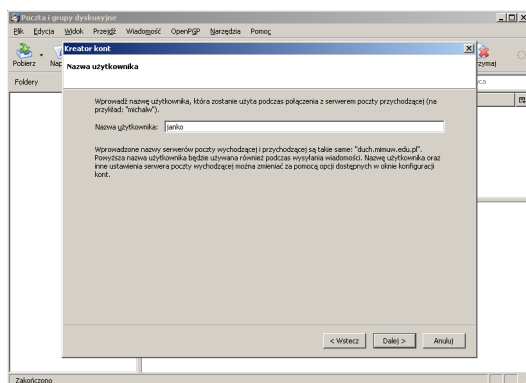 Poczta i grupy dyskusyjne
Plik Edycja Widok Przejdź Wiadomość OpenPGP Narzędzia Pomoc
Pobierz
Foldery
Kreator kont
Nazwa użytkownika
Wprowadź nazwę użytkownika, która zostanie użyta podczas połączenia z serwerem poczty przychodzącej (na
przykład: "michalw").
Nazwa użytkownika: janko
Wprowadzone nazwy serwerów poczty wychodzącej i przychodzącej są takie same: "duch.mimuw.edu.pl".
Powyższa nazwa użytkownika będzie używana również podczas wysyłania wiadomości. Nazwę użytkownika oraz
inne ustawienia serwera poczty wychodzącej można zmieniać za pomocą opcji dostępnych w oknie konfiguracji
kont.
< Wstecz Dalej > Anuluj
Zakończono